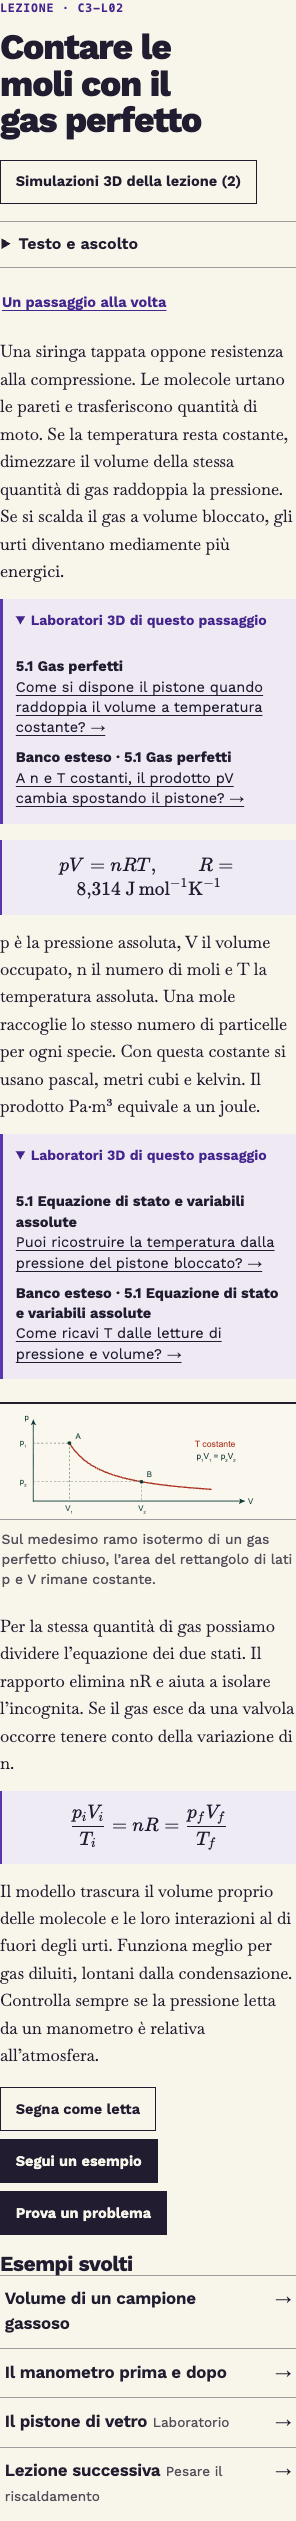 LEZIONE · C3–L02
Contare le
moli con il
gas perfetto
Simulazioni 3D della lezione (2)
▶ Testo e ascolto
Un passaggio alla volta
Una siringa tappata oppone resistenza
alla compressione. Le molecole urtano
le pareti e trasferiscono quantità di
moto. Se la temperatura resta costante,
dimezzare il volume della stessa
quantità di gas raddoppia la pressione.
Se si scalda il gas a volume bloccato, gli
urti diventano mediamente più
energici.
▼ Laboratori 3D di questo passaggio
5.1 Gas perfetti
Come si dispone il pistone quando
raddoppia il volume a temperatura
costante? →
Banco esteso · 5.1 Gas perfetti
A n e T costanti, il prodotto pV
cambia spostando il pistone? →
pV = nRT, R =
8,314 J mol⁻¹K⁻¹
p è la pressione assoluta, V il volume
occupato, n il numero di moli e T la
temperatura assoluta. Una mole
raccoglie lo stesso numero di particelle
per ogni specie. Con questa costante si
usano pascal, metri cubi e kelvin. Il
prodotto Pa·m³ equivale a un joule.
▼ Laboratori 3D di questo passaggio
5.1 Equazione di stato e variabili
assolute
Puoi ricostruire la temperatura dalla
pressione del pistone bloccato? →
Banco esteso · 5.1 Equazione di stato
e variabili assolute
Come ricavi T dalle letture di
pressione e volume? →
p
p₁
A
T costante
p₁V₁ = p₂V₂
p₂
B
V
V₁
V₂
Sul medesimo ramo isotermo di un gas
perfetto chiuso, l’area del rettangolo di lati
p e V rimane costante.
Per la stessa quantità di gas possiamo
dividere l’equazione dei due stati. Il
rapporto elimina nR e aiuta a isolare
l’incognita. Se il gas esce da una valvola
occorre tenere conto della variazione di
n.
pᵢVᵢ / Tᵢ = nR = p_f V_f / T_f
Il modello trascura il volume proprio
delle molecole e le loro interazioni al di
fuori degli urti. Funziona meglio per
gas diluiti, lontani dalla condensazione.
Controlla sempre se la pressione letta
da un manometro è relativa
all’atmosfera.
Segna come letta
Segui un esempio
Prova un problema
Esempi svolti
Volume di un campione →
gassoso
Il manometro prima e dopo →
Il pistone di vetro Laboratorio →
Lezione successiva Pesare il →
riscaldamento